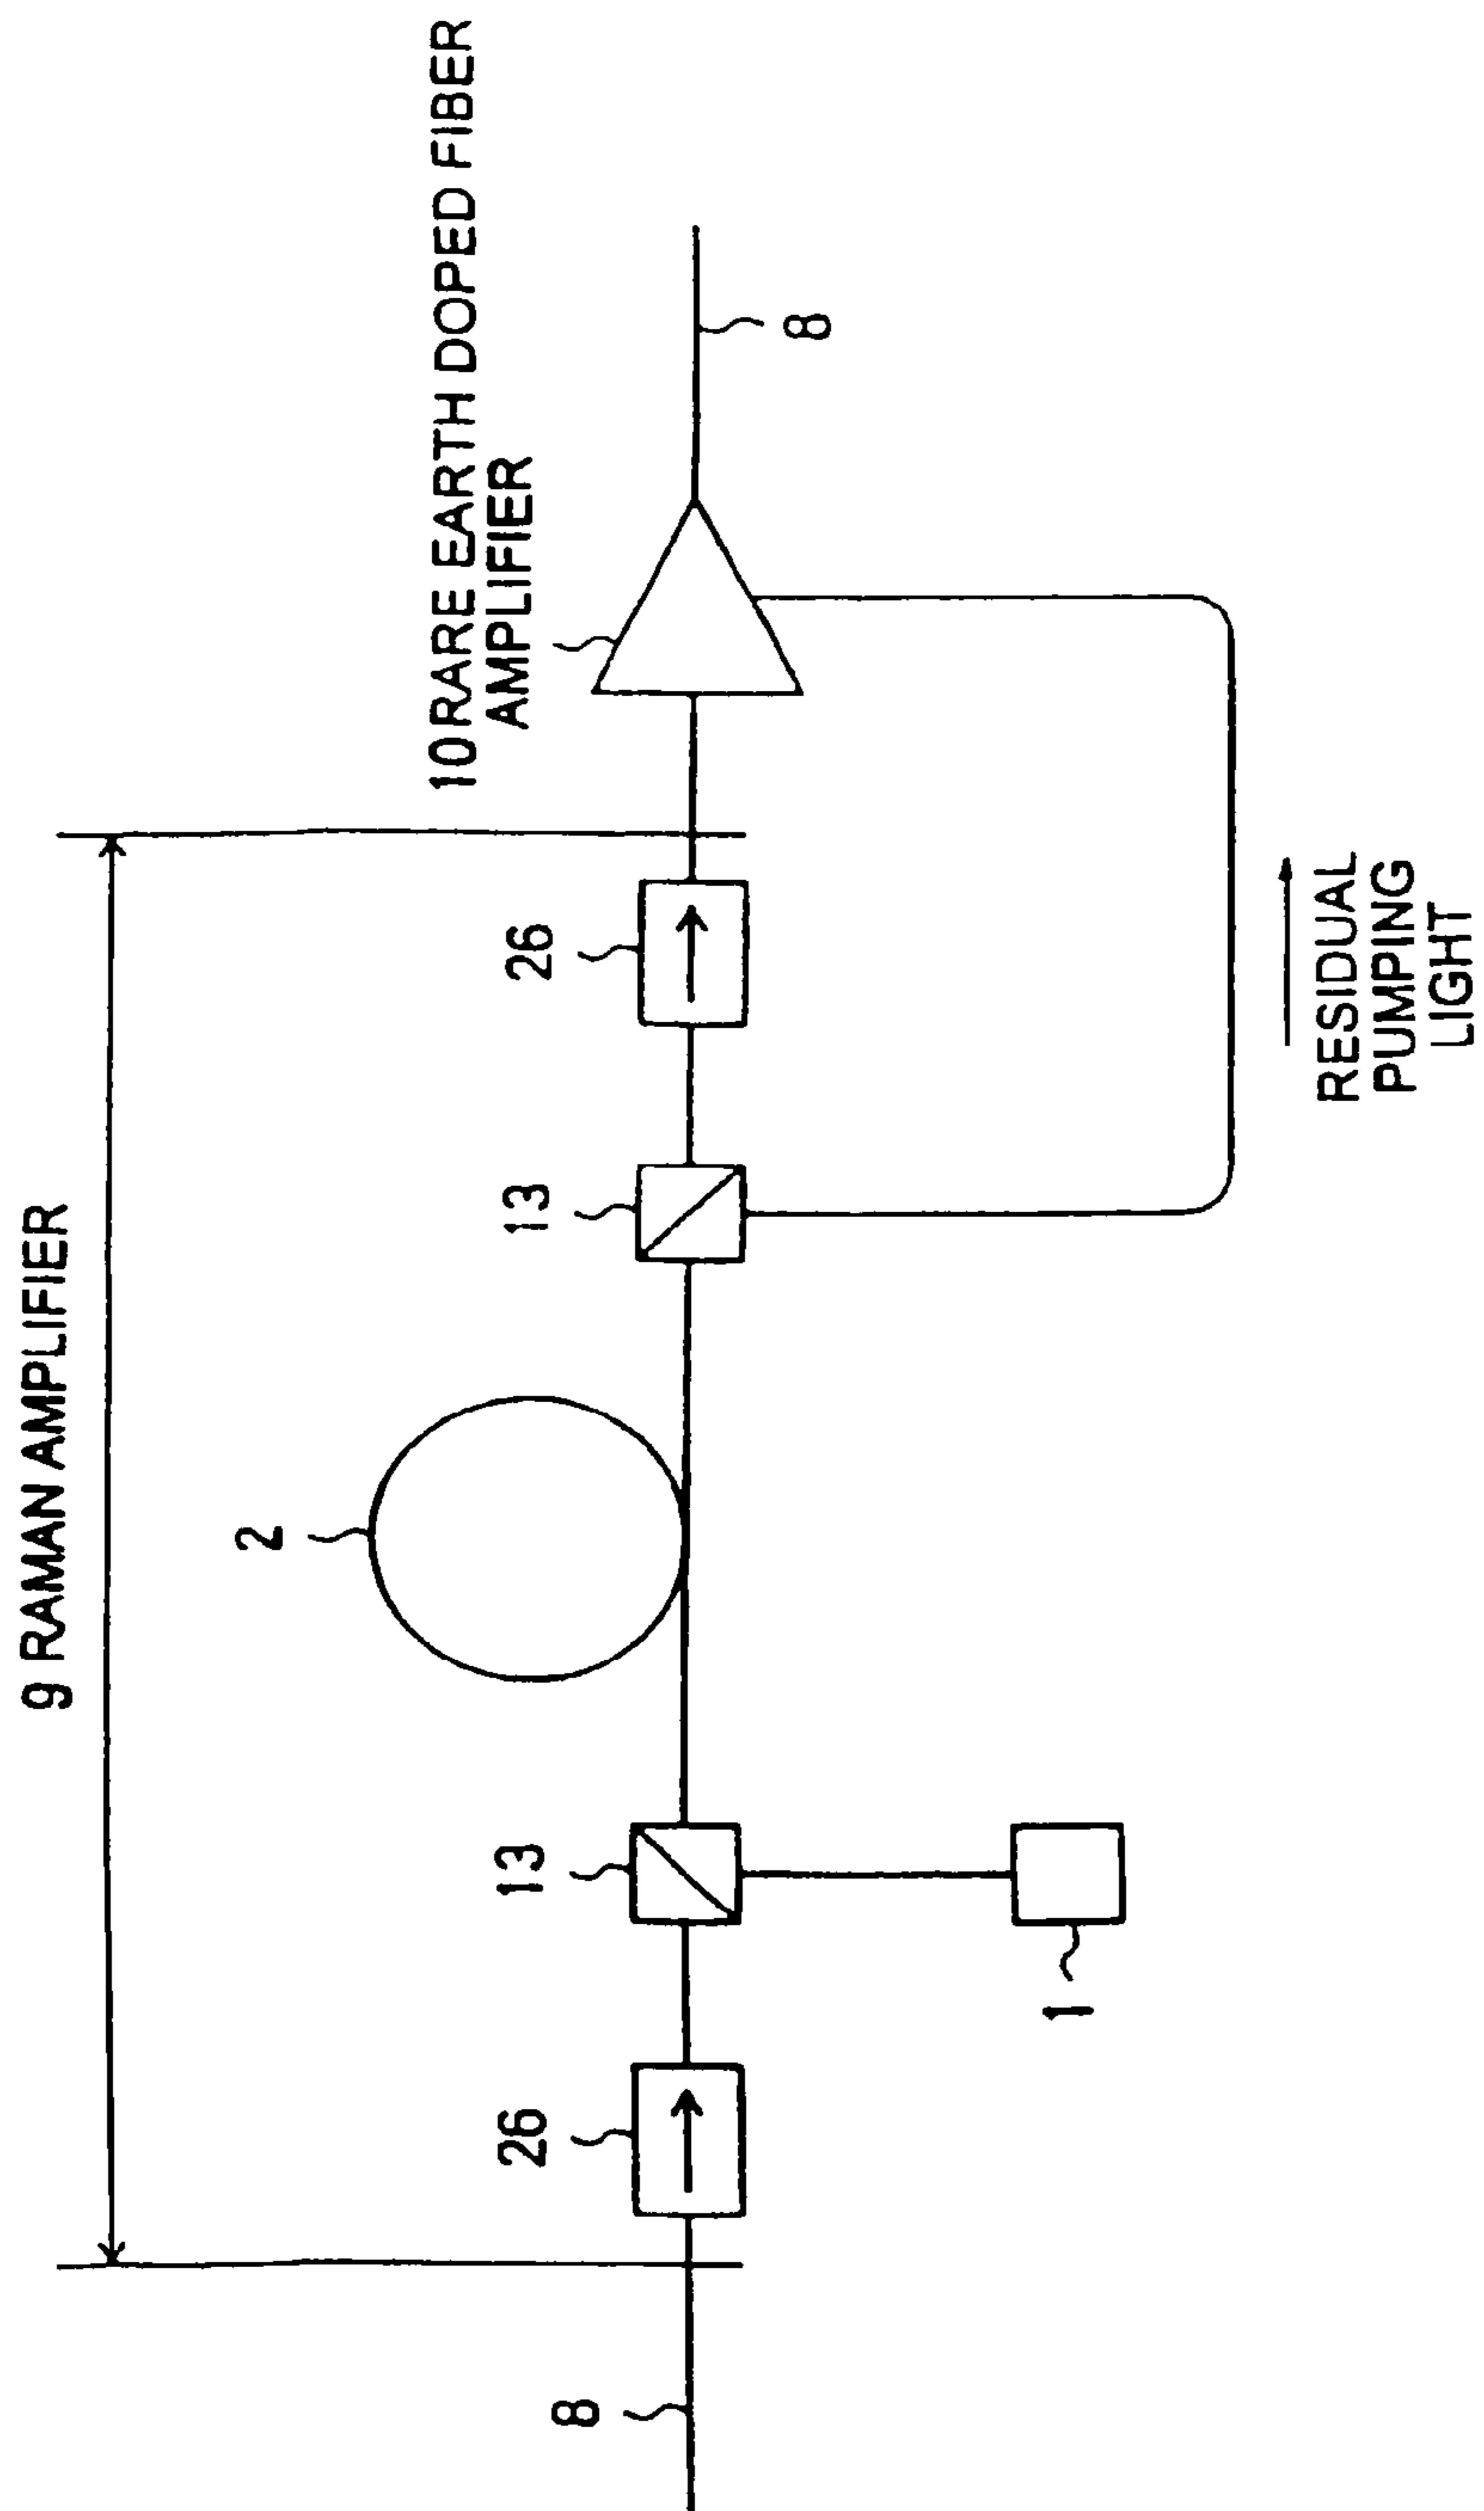 9 RAMAN AMPLIFIER
10 RARE EARTH DOPED FIBER
AMPLIFIER
2
8
26
13
13
26
8
1
RESIDUAL
PUMPING
LIGHT